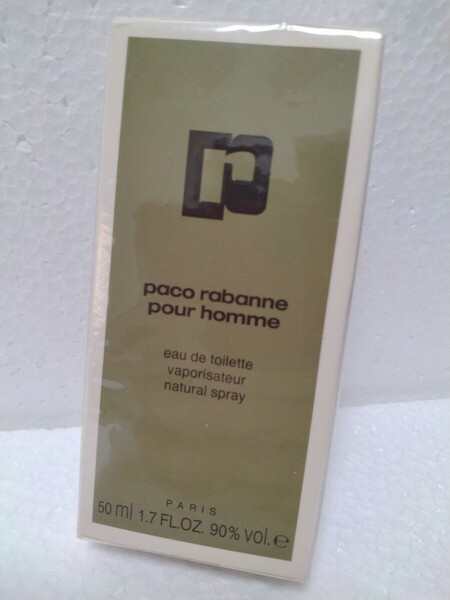 pr
paco rabanne
pour homme
eau de toilette
vaporisateur
natural spray
PARIS
50 ml 1.7 FL.OZ. 90% vol. ℮